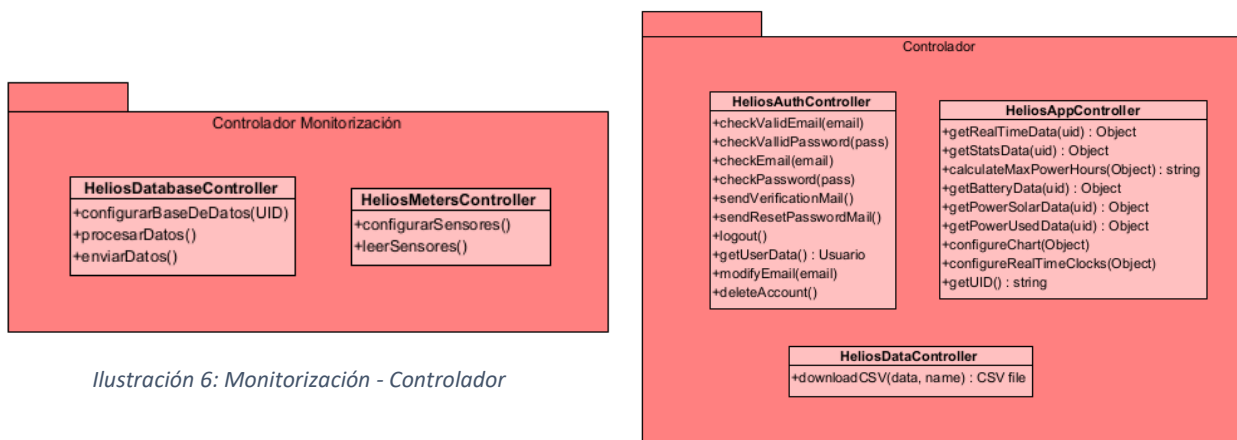 Controlador Monitorización
HeliosDatabaseController
+configurarBaseDeDatos(UID)
+procesarDatos()
+enviarDatos()
HeliosMetersController
+configurarSensores()
+leerSensores()
Ilustración 6: Monitorización - Controlador
Controlador
HeliosAuthController
+checkValidEmail(email)
+checkVallidPassword(pass)
+checkEmail(email)
+checkPassword(pass)
+sendVerificationMail()
+sendResetPasswordMail()
+logout()
+getUserData() : Usuario
+modifyEmail(email)
+deleteAccount()
HeliosAppController
+getRealTimeData(uid) : Object
+getStatsData(uid) : Object
+calculateMaxPowerHours(Object) : string
+getBatteryData(uid) : Object
+getPowerSolarData(uid) : Object
+getPowerUsedData(uid) : Object
+configureChart(Object)
+configureRealTimeClocks(Object)
+getUID() : string
HeliosDataController
+downloadCSV(data, name) : CSV file